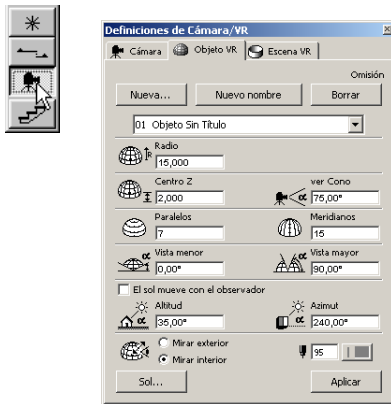 Definiciones de Cámara/VR
Cámara Objeto VR Escena VR
Omisión
Nueva... Nuevo nombre Borrar
01 Objeto Sin Título
Radio
R 15,000
Centro Z ver Cono
2,000 α 75,00°
Paralelos Meridianos
7 15
Vista menor Vista mayor
α 0,00° α 90,00°
El sol mueve con el observador
Altitud Azimut
α 35,00° α 240,00°
Mirar exterior
Mirar interior 95
Sol... Aplicar